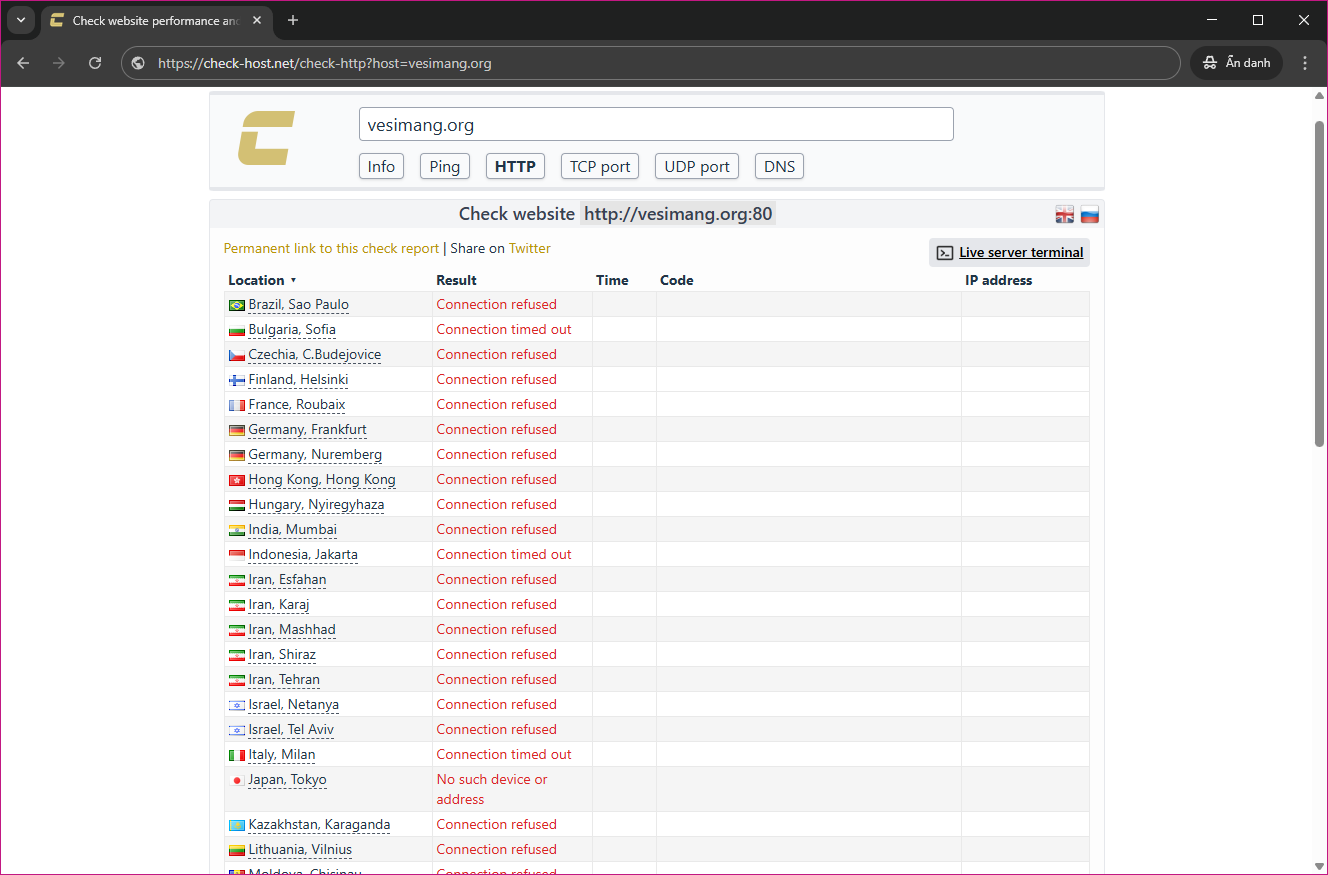 Check website performance and
https://check-host.net/check-http?host=vesimang.org
Ẩn danh
vesimang.org
Info Ping HTTP TCP port UDP port DNS
Check website http://vesimang.org:80
Permanent link to this check report | Share on Twitter
Live server terminal
Location ▼ Result Time Code IP address
Brazil, Sao Paulo Connection refused
Bulgaria, Sofia Connection timed out
Czechia, C.Budejovice Connection refused
Finland, Helsinki Connection refused
France, Roubaix Connection refused
Germany, Frankfurt Connection refused
Germany, Nuremberg Connection refused
Hong Kong, Hong Kong Connection refused
Hungary, Nyiregyhaza Connection refused
India, Mumbai Connection refused
Indonesia, Jakarta Connection timed out
Iran, Esfahan Connection refused
Iran, Karaj Connection refused
Iran, Mashhad Connection refused
Iran, Shiraz Connection refused
Iran, Tehran Connection refused
Israel, Netanya Connection refused
Israel, Tel Aviv Connection refused
Italy, Milan Connection timed out
Japan, Tokyo No such device or
address
Kazakhstan, Karaganda Connection refused
Lithuania, Vilnius Connection refused
Moldova, Chisinau Connection refused